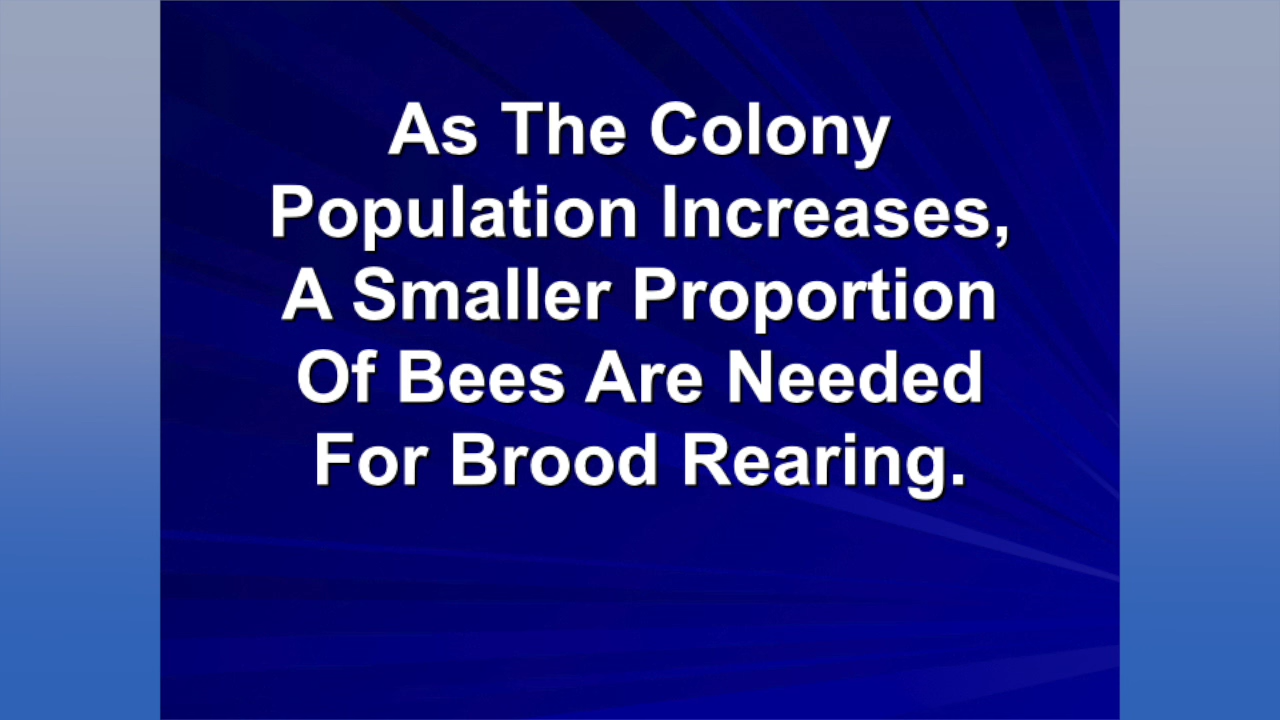 As The Colony
Population Increases,
A Smaller Proportion
Of Bees Are Needed
For Brood Rearing.